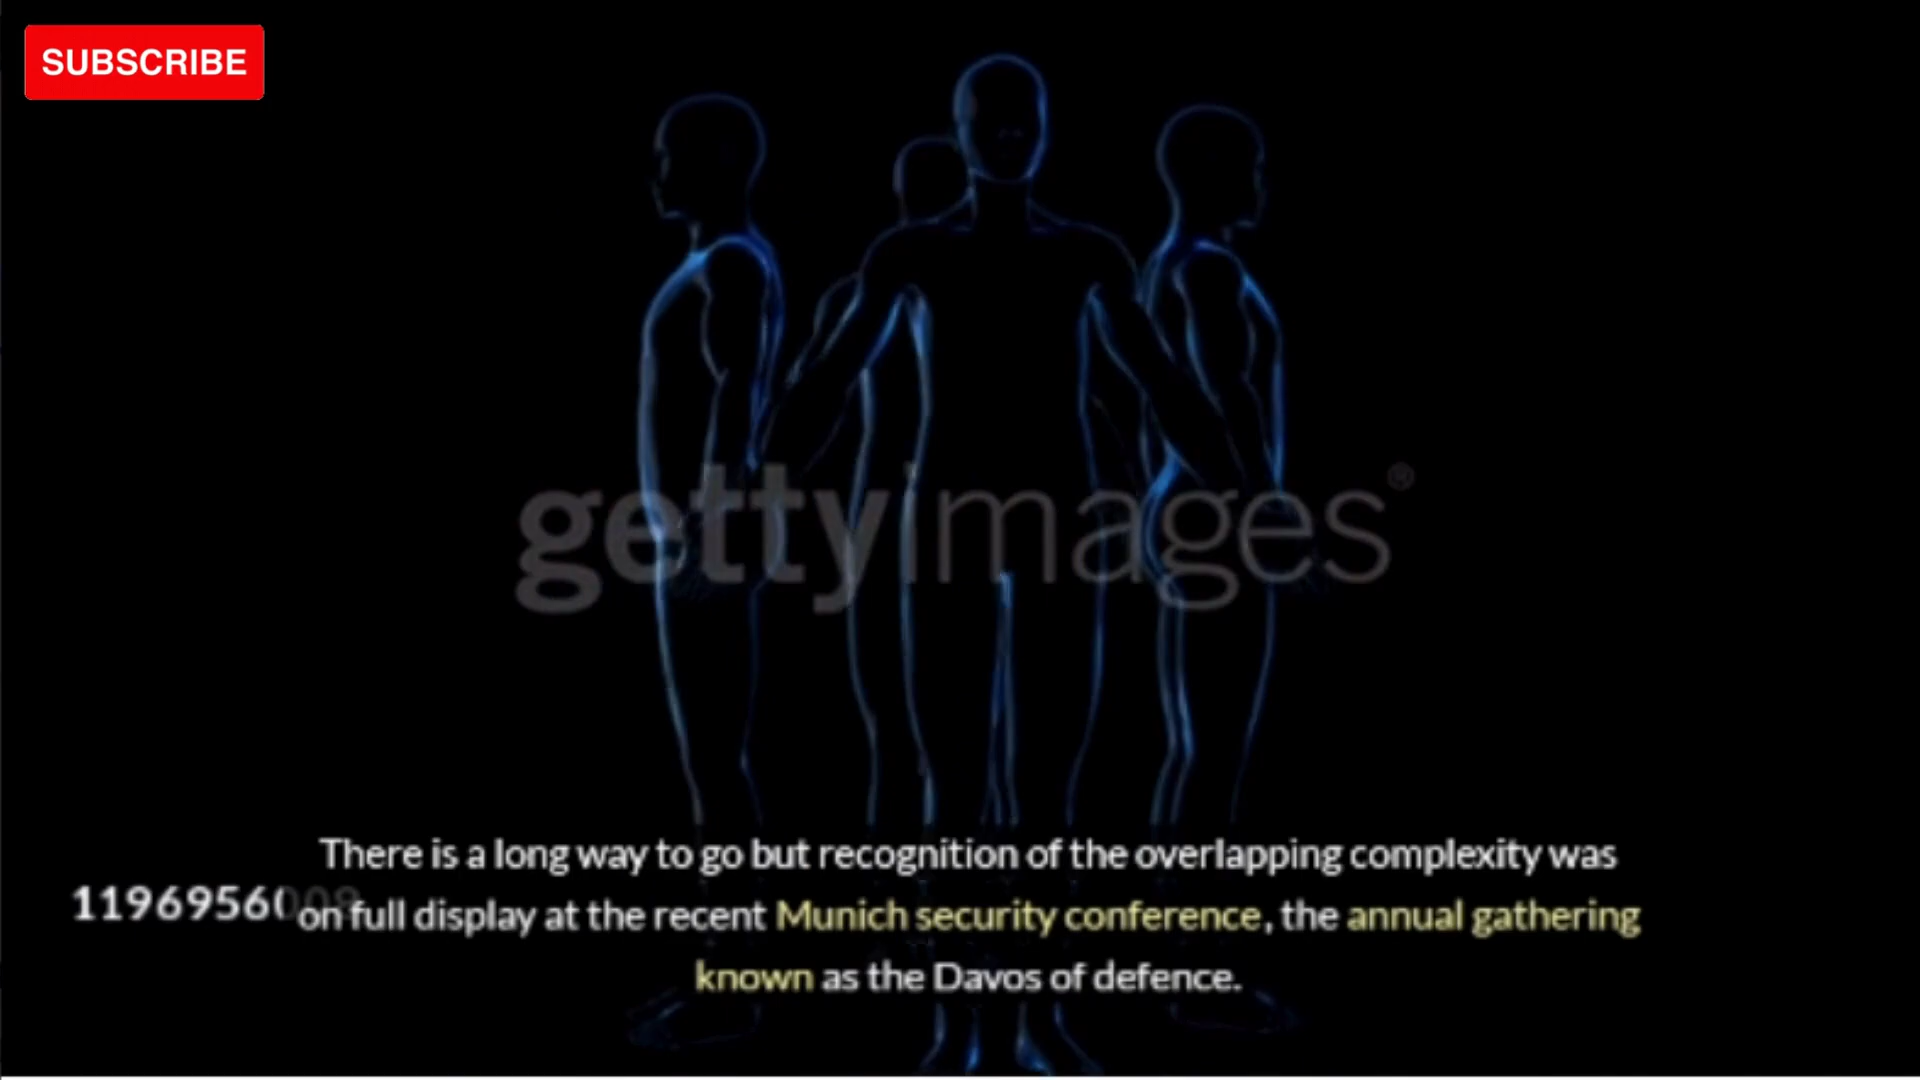 SUBSCRIBE
gettyimages®
There is a long way to go but recognition of the overlapping complexity was
1196956008
on full display at the recent Munich security conference, the annual gathering
known as the Davos of defence.